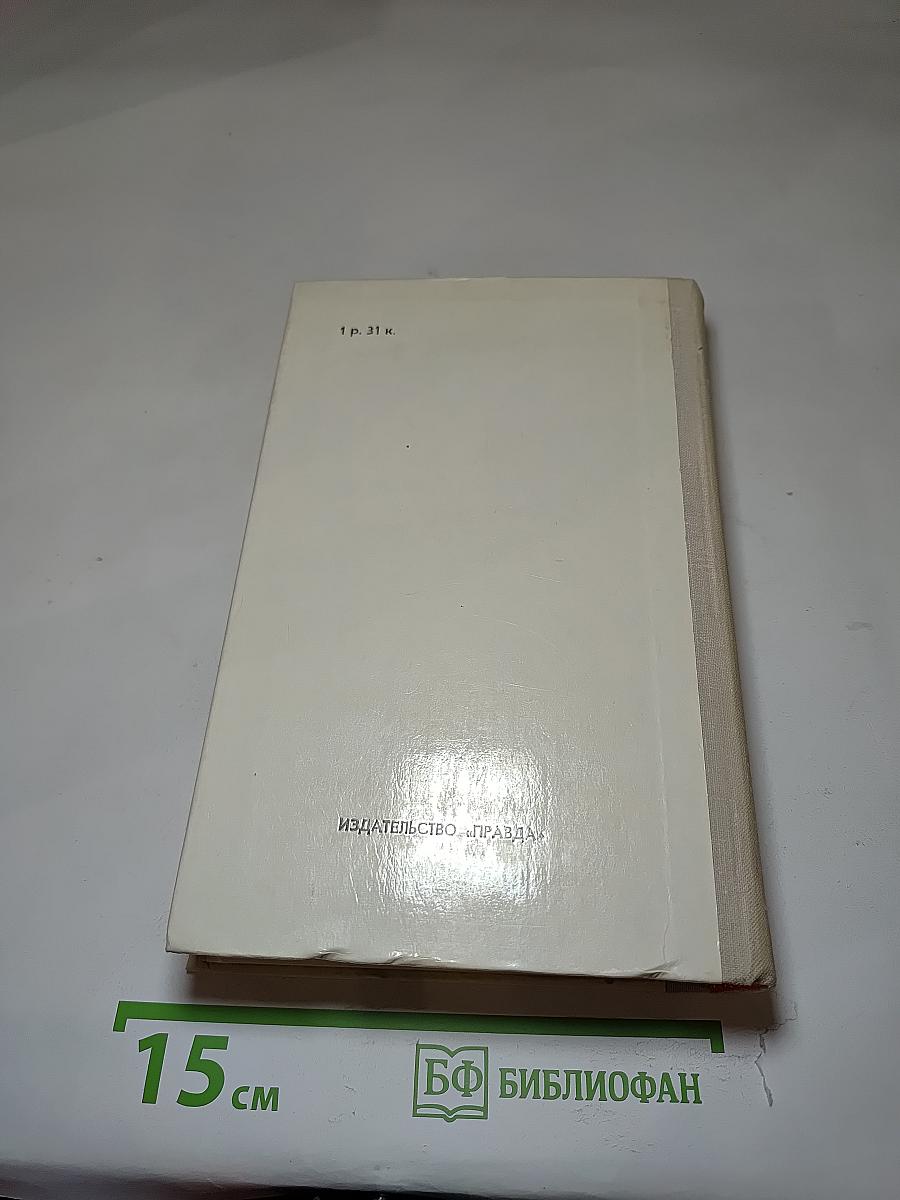 1 р. 31 к.
ИЗДАТЕЛЬСТВО «ПРАВДА»
15 см
БФ БИБЛИОФАН